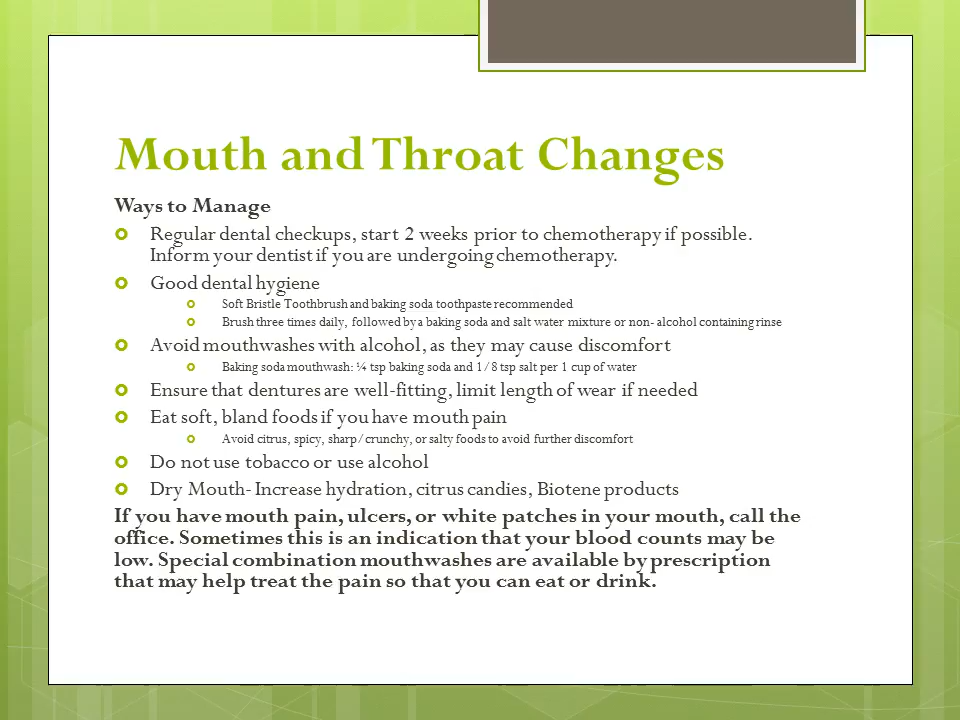 Mouth and Throat Changes
Ways to Manage
Regular dental checkups, start 2 weeks prior to chemotherapy if possible.
Inform your dentist if you are undergoing chemotherapy.
Good dental hygiene
Soft Bristle Toothbrush and baking soda toothpaste recommended
Brush three times daily, followed by a baking soda and salt water mixture or non- alcohol containing rinse
Avoid mouthwashes with alcohol, as they may cause discomfort
Baking soda mouthwash: ¼ tsp baking soda and 1/8 tsp salt per 1 cup of water
Ensure that dentures are well-fitting, limit length of wear if needed
Eat soft, bland foods if you have mouth pain
Avoid citrus, spicy, sharp/crunchy, or salty foods to avoid further discomfort
Do not use tobacco or use alcohol
Dry Mouth- Increase hydration, citrus candies, Biotene products
If you have mouth pain, ulcers, or white patches in your mouth, call the
office. Sometimes this is an indication that your blood counts may be
low. Special combination mouthwashes are available by prescription
that may help treat the pain so that you can eat or drink.